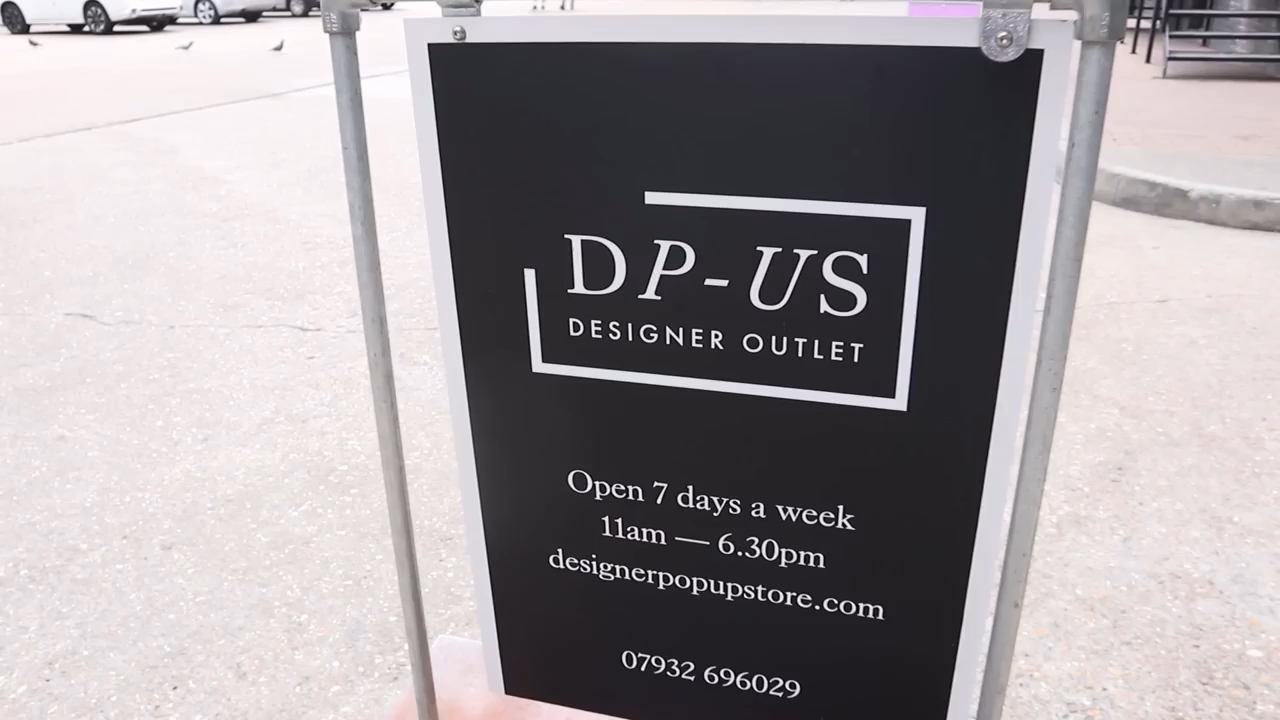 DP-US
DESIGNER OUTLET
Open 7 days a week
11am — 6.30pm
designerpopupstore.com
07932 696029